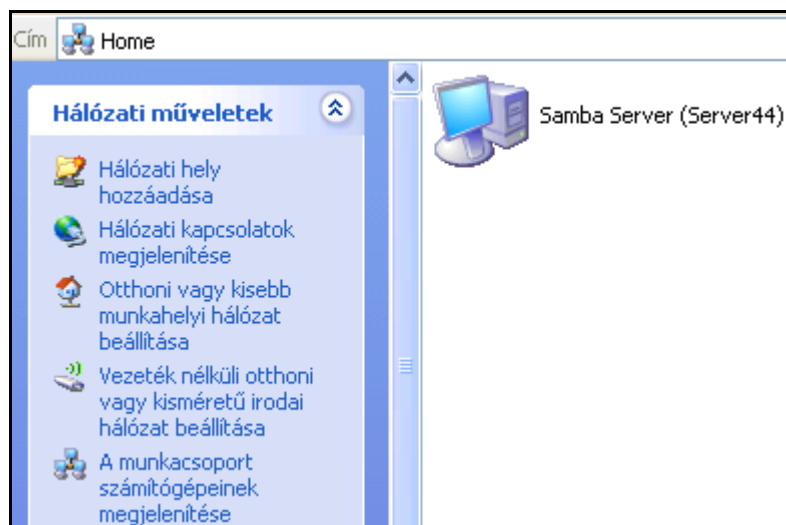 Cím Home
Hálózati műveletek
Samba Server (Server44)
Hálózati hely
hozzáadása
Hálózati kapcsolatok
megjelenítése
Otthoni vagy kisebb
munkahelyi hálózat
beállítása
Vezeték nélküli otthoni
vagy kisméretű irodai
hálózat beállítása
A munkacsoport
számítógépeinek
megjelenítése